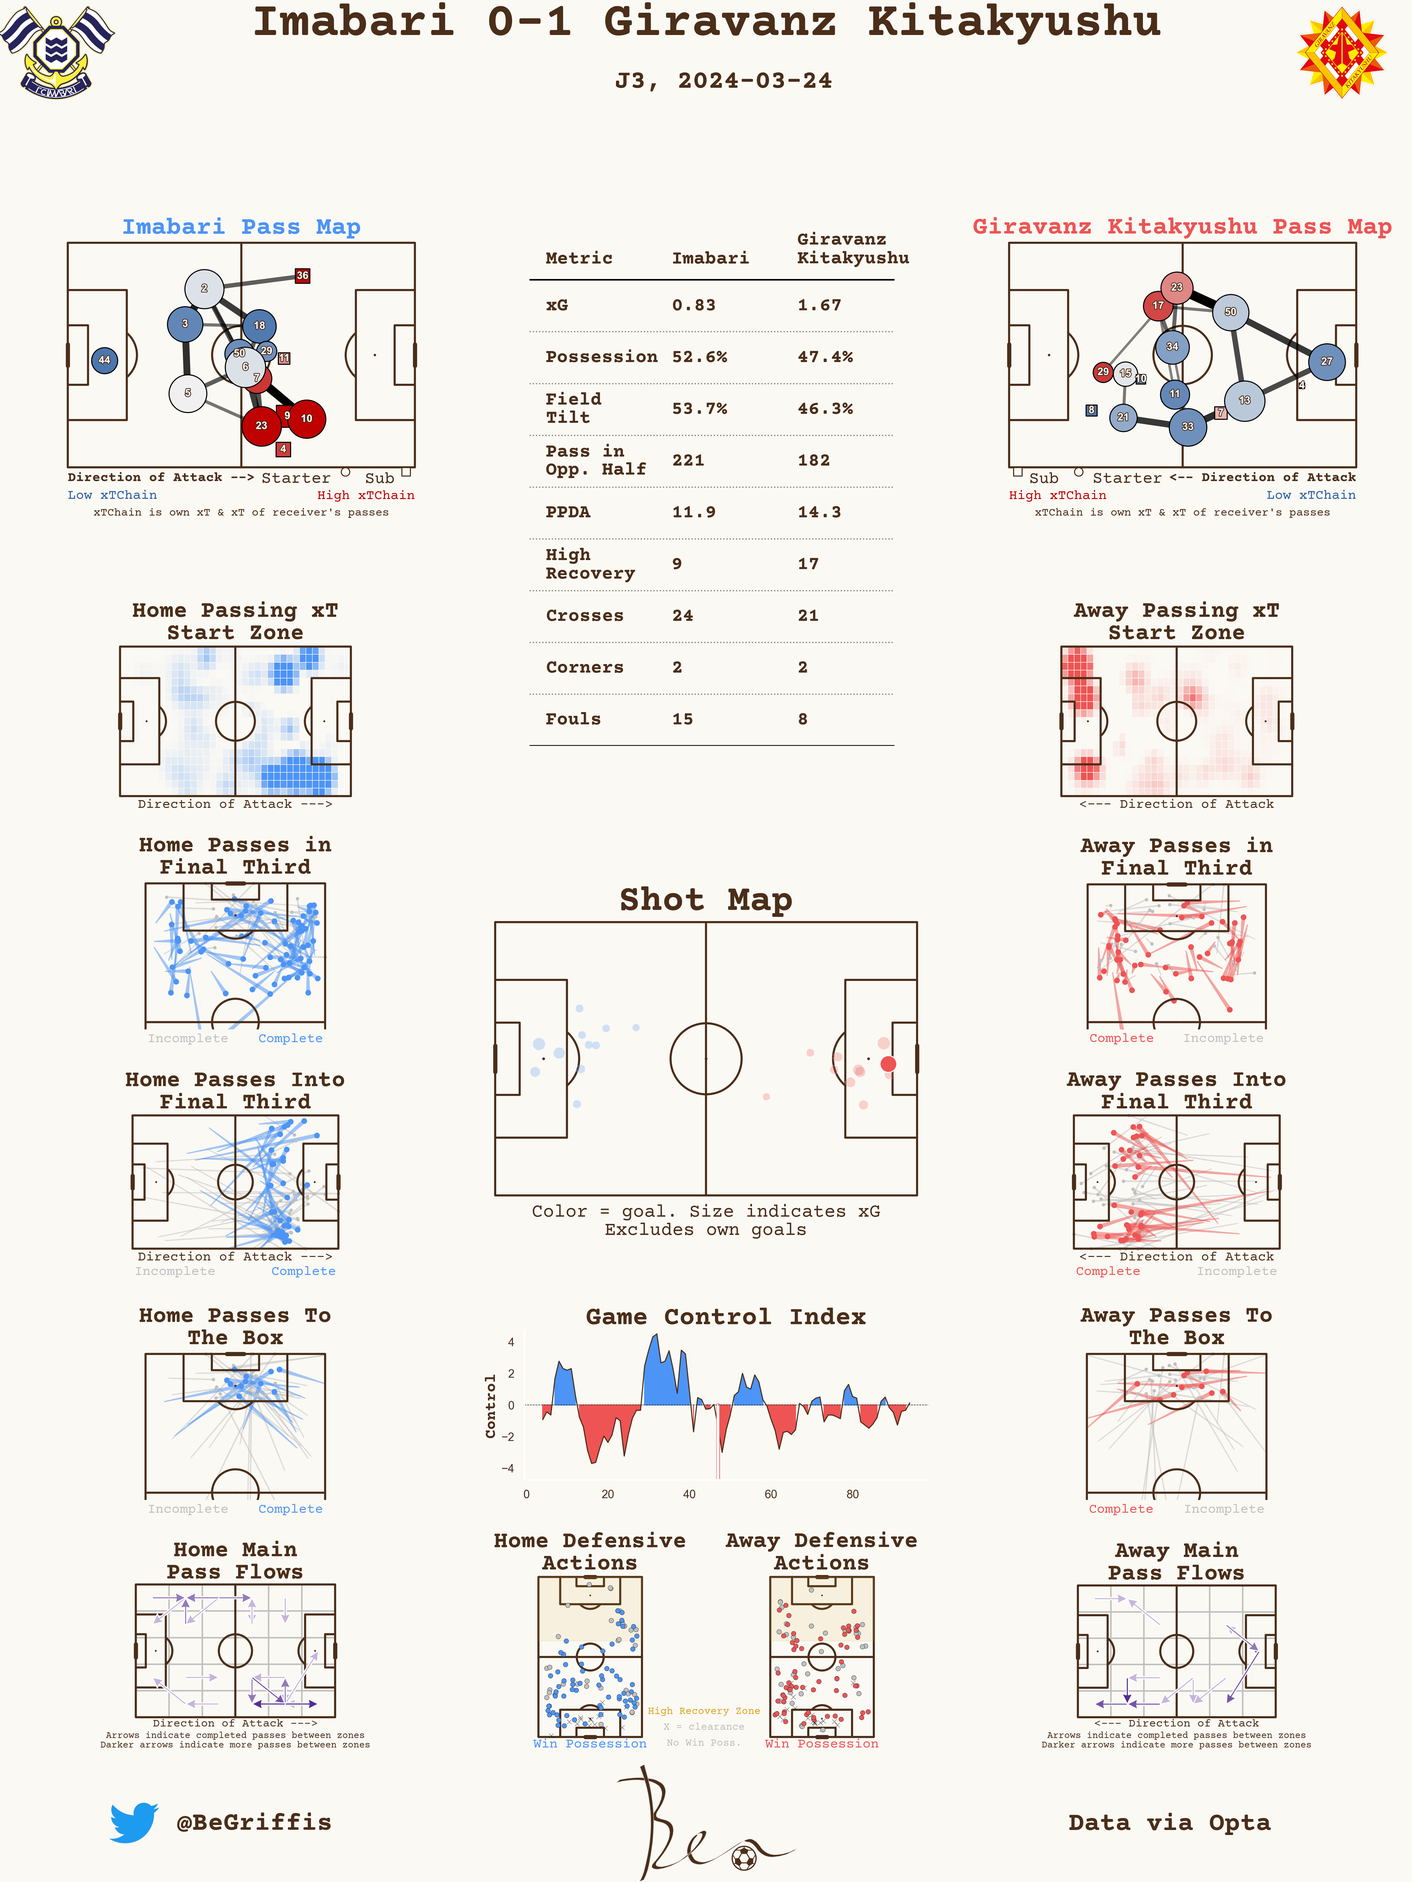 Imabari 0-1 Giravanz Kitakyushu
J3, 2024-03-24
FC.IMABARI
GIRAVANZ
KITAKYUSHU
Imabari Pass Map
2
36
3
18
44
50
29
11
6
7
5
9
10
23
4
Direction of Attack --> Starter Sub
Low xTChain High xTChain
xTChain is own xT & xT of receiver's passes
Metric Imabari Giravanz
Kitakyushu
xG 0.83 1.67
Possession 52.6% 47.4%
Field
Tilt 53.7% 46.3%
Pass in
Opp. Half 221 182
PPDA 11.9 14.3
High
Recovery 9 17
Crosses 24 21
Corners 2 2
Fouls 15 8
Giravanz Kitakyushu Pass Map
23
17
50
34
27
29
15
10
4
11
13
8
21
7
33
Sub Starter <-- Direction of Attack
High xTChain Low xTChain
xTChain is own xT & xT of receiver's passes
Home Passing xT
Start Zone
Direction of Attack --->
Away Passing xT
Start Zone
<--- Direction of Attack
Home Passes in
Final Third
Incomplete Complete
Away Passes in
Final Third
Complete Incomplete
Shot Map
Color = goal. Size indicates xG
Excludes own goals
Home Passes Into
Final Third
Direction of Attack --->
Incomplete Complete
Away Passes Into
Final Third
<--- Direction of Attack
Complete Incomplete
Home Passes To
The Box
Incomplete Complete
Game Control Index
Control
4
2
0
−2
−4
0 20 40 60 80
Away Passes To
The Box
Complete Incomplete
Home Main
Pass Flows
Direction of Attack --->
Arrows indicate completed passes between zones
Darker arrows indicate more passes between zones
Home Defensive
Actions
Win Possession
Away Defensive
Actions
Win Possession
High Recovery Zone
X = clearance
No Win Poss.
Away Main
Pass Flows
<--- Direction of Attack
Arrows indicate completed passes between zones
Darker arrows indicate more passes between zones
@BeGriffis
Ben
Data via Opta